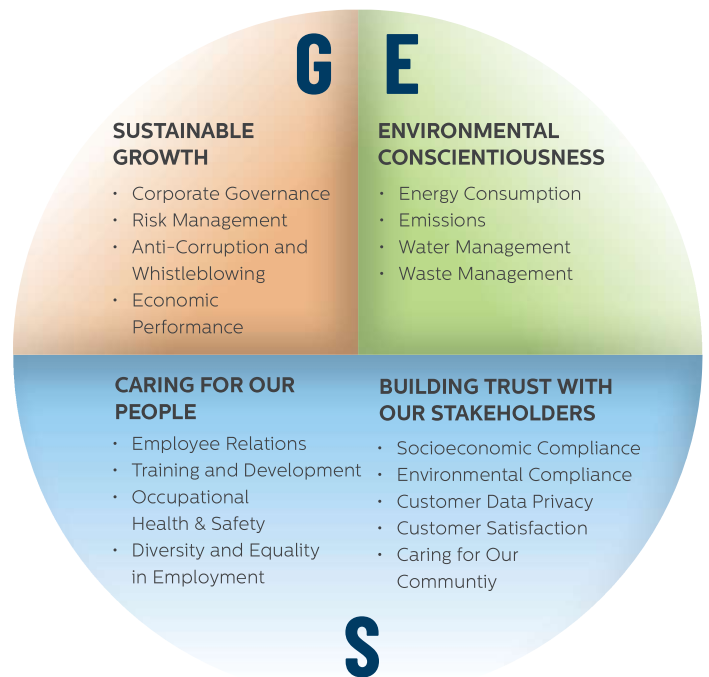 G
SUSTAINABLE
GROWTH
• Corporate Governance
• Risk Management
• Anti-Corruption and
Whistleblowing
• Economic
Performance
E
ENVIRONMENTAL
CONSCIENTIOUSNESS
• Energy Consumption
• Emissions
• Water Management
• Waste Management
CARING FOR OUR
PEOPLE
• Employee Relations
• Training and Development
• Occupational
Health & Safety
• Diversity and Equality
in Employment
BUILDING TRUST WITH
OUR STAKEHOLDERS
• Socioeconomic Compliance
• Environmental Compliance
• Customer Data Privacy
• Customer Satisfaction
• Caring for Our
Communtiy
S